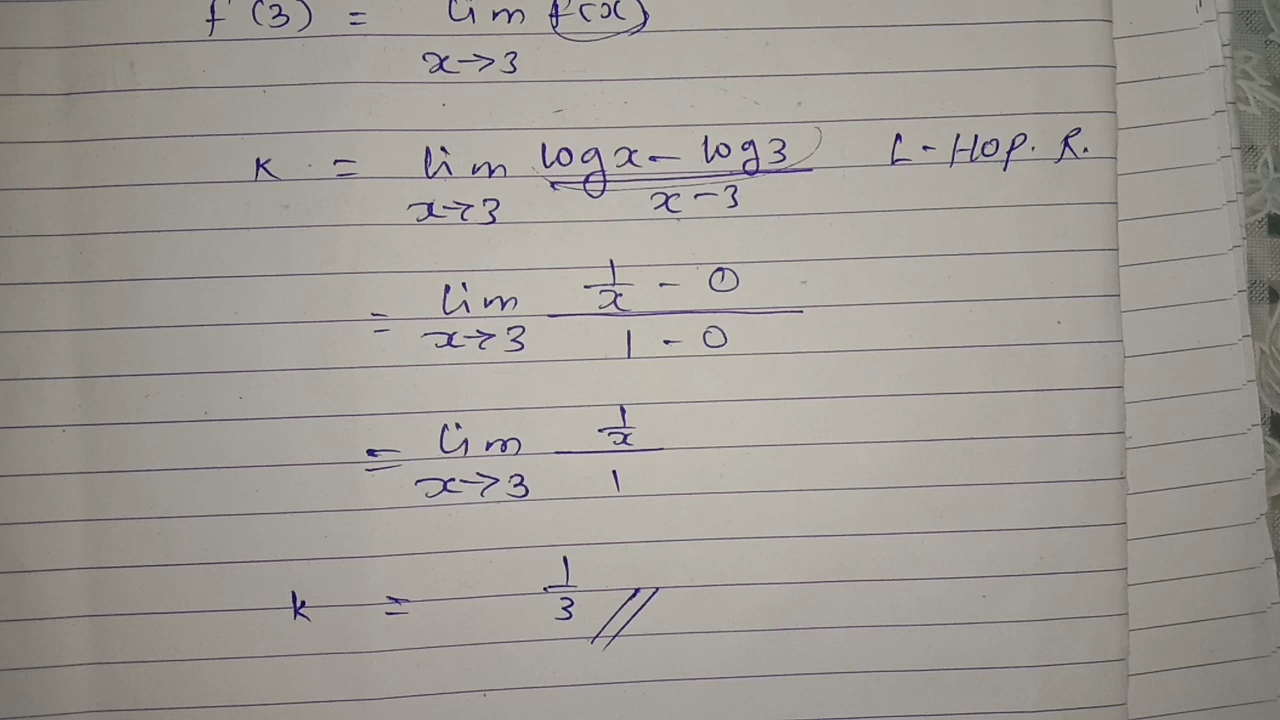 f(3) = lim f(x)
x→3
K = lim (log x - log 3)/(x - 3) L-Hop. R.
x→3
= lim (1/x - 0)/(1 - 0)
x→3
= lim (1/x)/1
x→3
k = 1/3 //